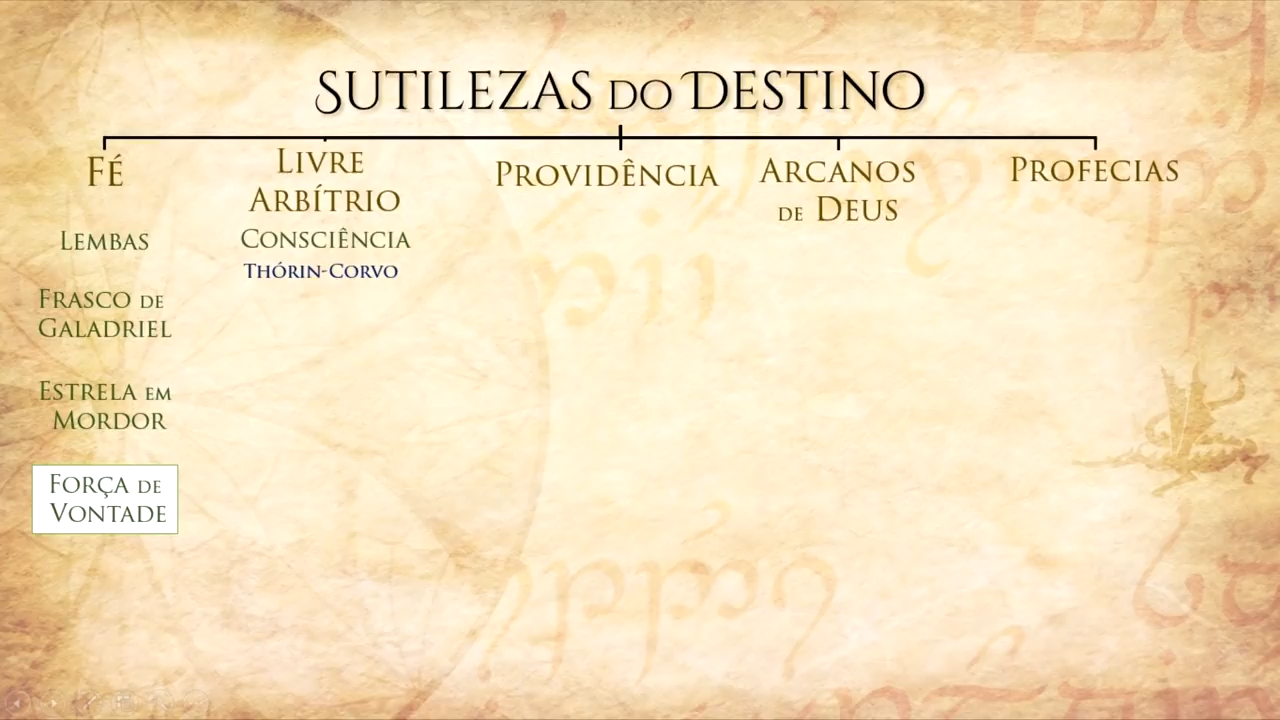 Sutilezas do Destino
Fé
Lembas
Frasco de
Galadriel
Estrela em
Mordor
Força de
Vontade
Livre
Arbítrio
Consciência
Thórin-Corvo
Providência
Arcanos
de Deus
Profecias